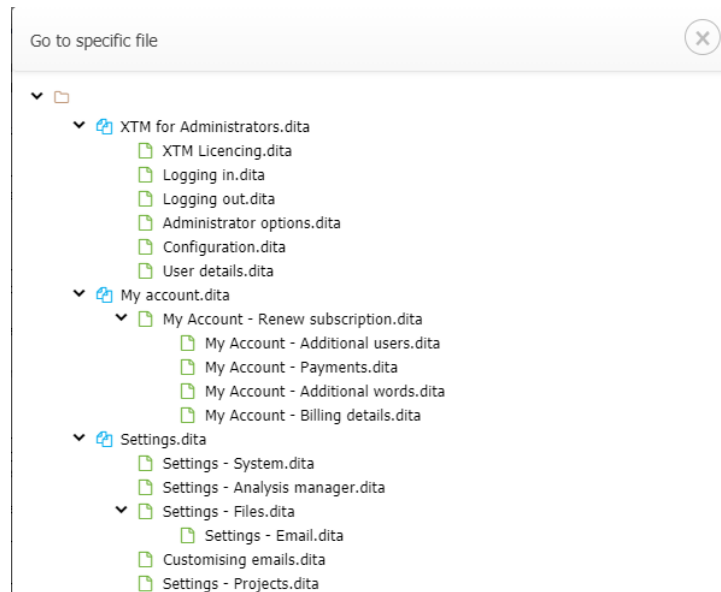 Go to specific file
XTM for Administrators.dita
XTM Licencing.dita
Logging in.dita
Logging out.dita
Administrator options.dita
Configuration.dita
User details.dita
My account.dita
My Account - Renew subscription.dita
My Account - Additional users.dita
My Account - Payments.dita
My Account - Additional words.dita
My Account - Billing details.dita
Settings.dita
Settings - System.dita
Settings - Analysis manager.dita
Settings - Files.dita
Settings - Email.dita
Customising emails.dita
Settings - Projects.dita